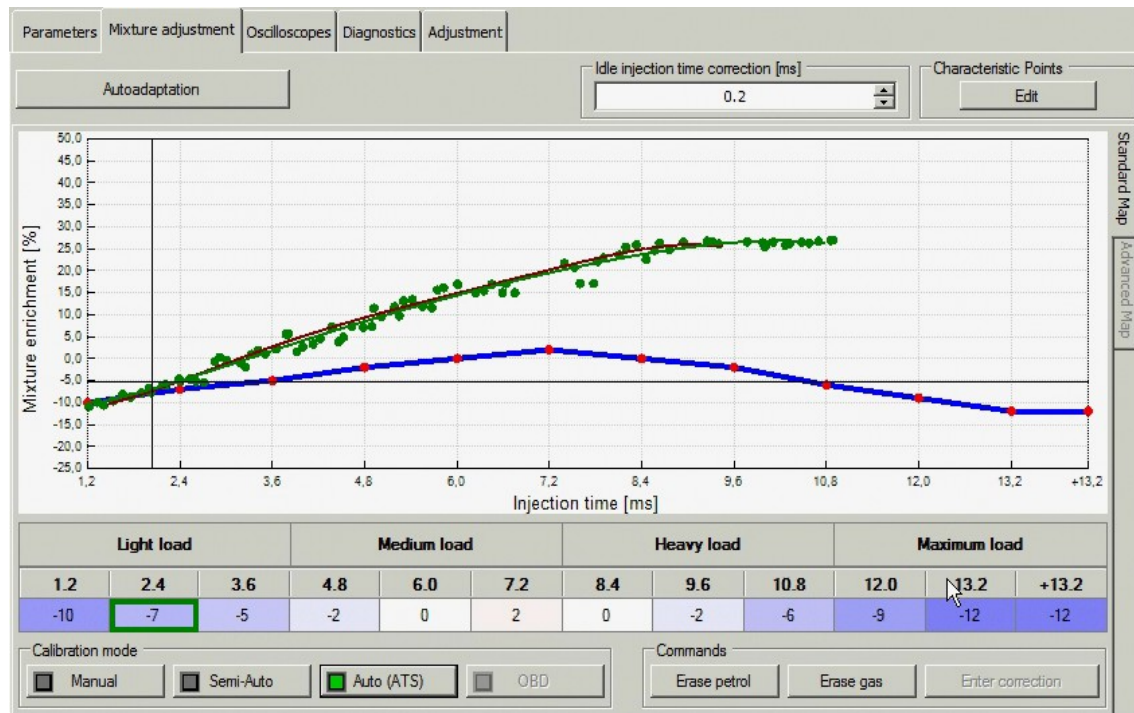 Parameters Mixture adjustment Oscilloscopes Diagnostics Adjustment
Autoadaptation
Idle injection time correction [ms]
0.2
Characteristic Points
Edit
Standard Map
Advanced Map
Mixture enrichment [%]
50,0
45,0
40,0
35,0
30,0
25,0
20,0
15,0
10,0
5,0
0,0
-5,0
-10,0
-15,0
-20,0
-25,0
1,2 2,4 3,6 4,8 6,0 7,2 8,4 9,6 10,8 12,0 13,2 +13,2
Injection time [ms]
Light load Medium load Heavy load Maximum load
1.2 2.4 3.6 4.8 6.0 7.2 8.4 9.6 10.8 12.0 13.2 +13.2
-10 -7 -5 -2 0 2 0 -2 -6 -9 -12 -12
Calibration mode
Manual Semi-Auto Auto (ATS) OBD
Commands
Erase petrol Erase gas Enter correction